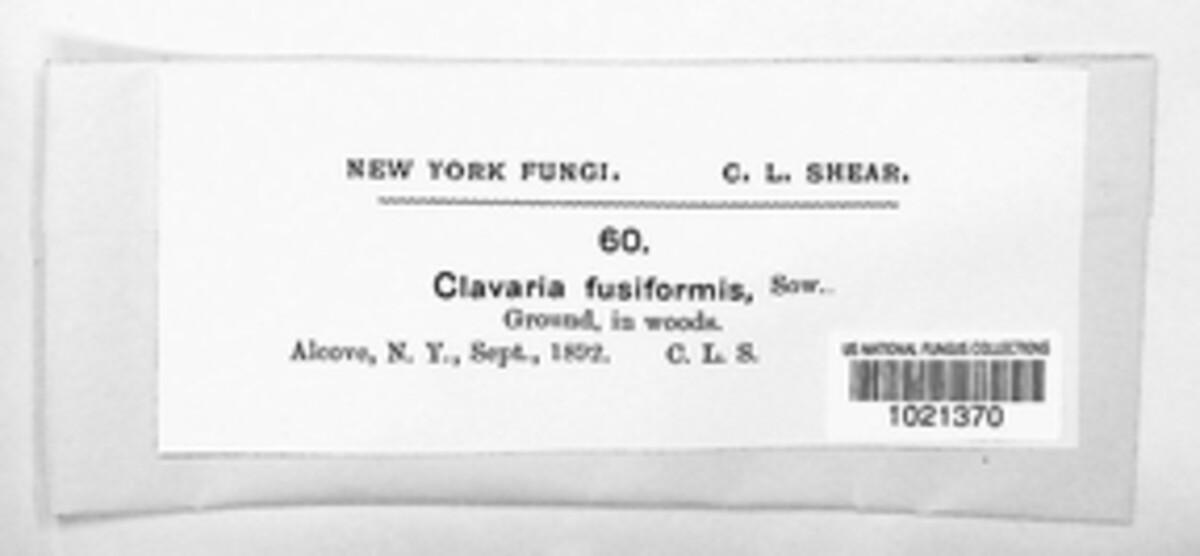 NEW YORK FUNGI. C. L. SHEAR.
60.
Clavaria fusiformis, Sow.
Ground, in woods.
Alcove, N. Y., Sept., 1892. C. L. S.
US NATIONAL FUNGUS COLLECTIONS
1021370